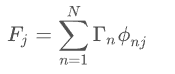 F_j = \sum_{n=1}^{N} \Gamma_n \phi_{nj}